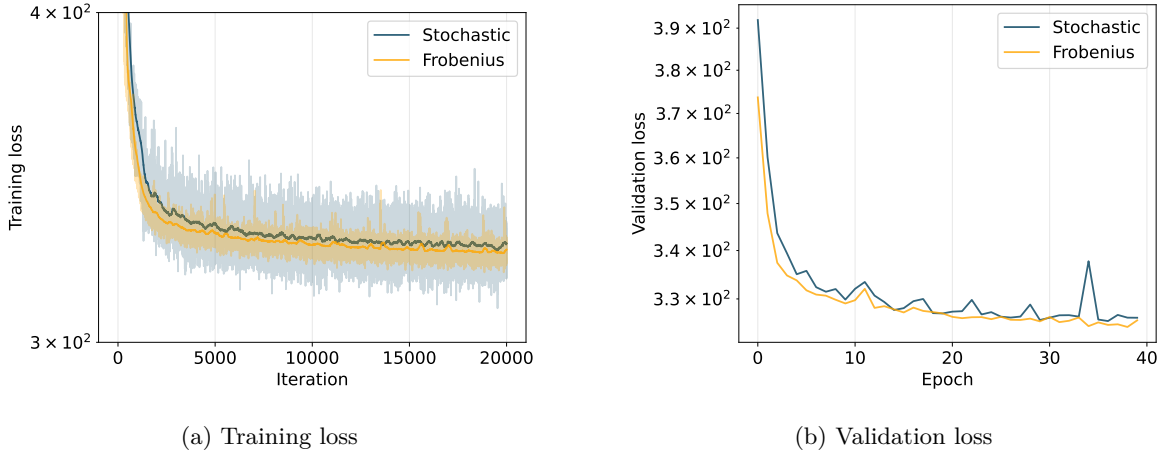 4 × 10²
3 × 10²
Training loss
0 5000 10000 15000 20000
Iteration
Stochastic
Frobenius
(a) Training loss
3.9 × 10²
3.8 × 10²
3.7 × 10²
3.6 × 10²
3.5 × 10²
3.4 × 10²
3.3 × 10²
Validation loss
0 10 20 30 40
Epoch
Stochastic
Frobenius
(b) Validation loss